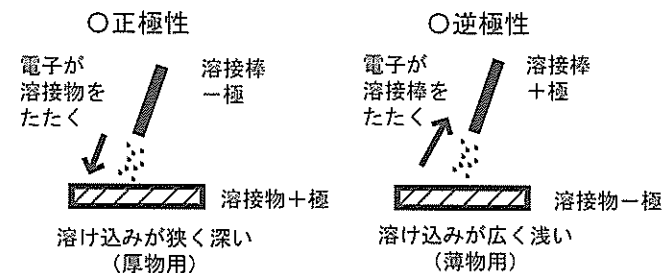 ○正極性
電子が
溶接物を
たたく
溶接棒
－極
溶接物＋極
溶け込みが狭く深い
（厚物用）
○逆極性
電子が
溶接棒を
たたく
溶接棒
＋極
溶接物－極
溶け込みが広く浅い
（薄物用）